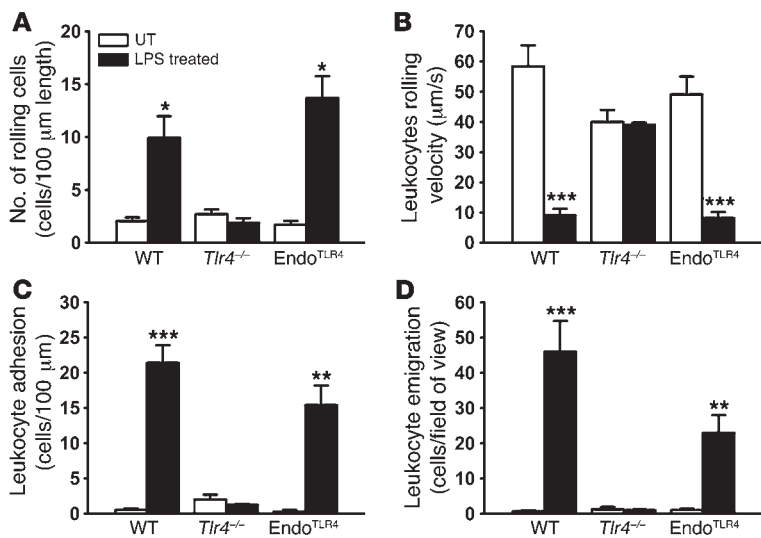 A
No. of rolling cells
(cells/100 μm length)
UT
LPS treated
20
15
10
5
0
*
*
WT
Tlr4–/–
EndoTLR4
B
Leukocytes rolling
velocity (μm/s)
70
60
50
40
30
20
10
0
***
***
WT
Tlr4–/–
EndoTLR4
C
Leukocyte adhesion
(cells/100 μm)
30
25
20
15
10
5
0
***
**
WT
Tlr4–/–
EndoTLR4
D
Leukocyte emigration
(cells/field of view)
60
50
40
30
20
10
0
***
**
WT
Tlr4–/–
EndoTLR4